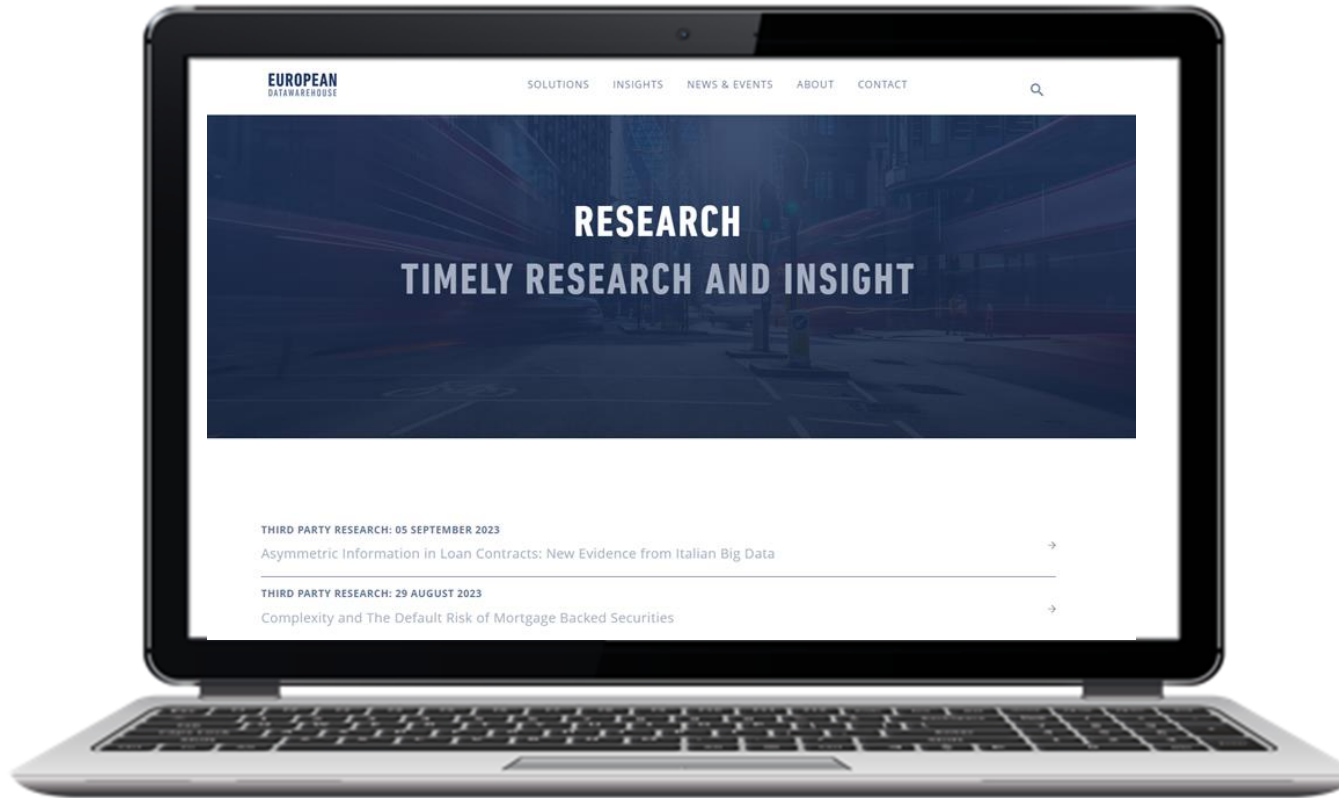 EUROPEAN
DATAWAREHOUSE
SOLUTIONS INSIGHTS NEWS & EVENTS ABOUT CONTACT
RESEARCH
TIMELY RESEARCH AND INSIGHT
THIRD PARTY RESEARCH: 05 SEPTEMBER 2023
Asymmetric Information in Loan Contracts: New Evidence from Italian Big Data
THIRD PARTY RESEARCH: 29 AUGUST 2023
Complexity and The Default Risk of Mortgage Backed Securities